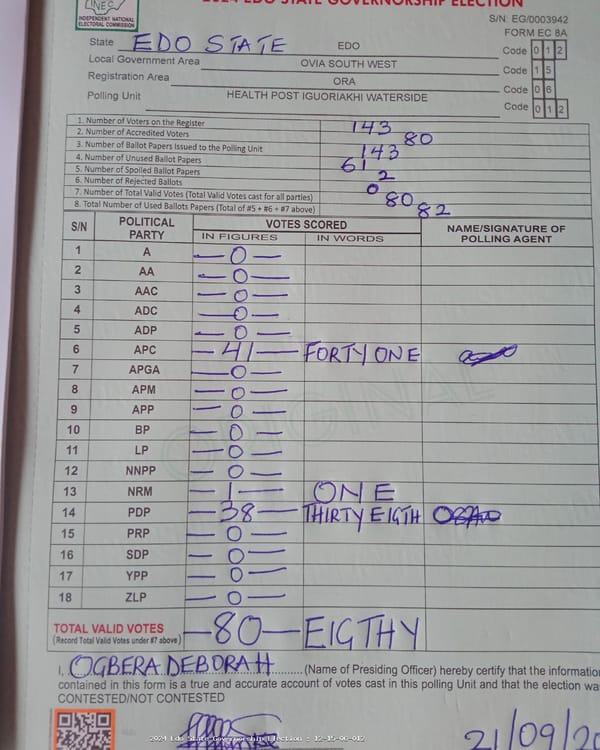 INEC
INDEPENDENT NATIONAL
ELECTORAL COMMISSION
2024 EDO STATE GOVERNORSHIP ELECTION
S/N: EG/0003942
FORM EC 8A
State EDO STATE EDO Code 0 1 2
Local Government Area OVIA SOUTH WEST Code 1 5
Registration Area ORA Code 0 6
Polling Unit HEALTH POST IGUORIAKHI WATERSIDE Code 0 1 2
1. Number of Voters on the Register 143
2. Number of Accredited Voters 80
3. Number of Ballot Papers Issued to the Polling Unit 143
4. Number of Unused Ballot Papers 61
5. Number of Spoiled Ballot Papers 2
6. Number of Rejected Ballots 0
7. Number of Total Valid Votes (Total Valid Votes cast for all parties) 80
8. Total Number of Used Ballots Papers (Total of #5 + #6 + #7 above) 82
S/N POLITICAL PARTY VOTES SCORED NAME/SIGNATURE OF POLLING AGENT
IN FIGURES IN WORDS
1 A –0–
2 AA –0–
3 AAC –0–
4 ADC –0–
5 ADP –0–
6 APC –41– FORTY ONE
7 APGA –0–
8 APM –0–
9 APP –0–
10 BP –0–
11 LP –0–
12 NNPP –0–
13 NRM –1– ONE
14 PDP –38– THIRTY EIGTH
15 PRP –0–
16 SDP –0–
17 YPP –0–
18 ZLP –0–
TOTAL VALID VOTES –80– EIGTHY
(Record Total Valid Votes under #7 above)
I, OGBERA DEBORAH (Name of Presiding Officer) hereby certify that the information
contained in this form is a true and accurate account of votes cast in this polling Unit and that the election wa
CONTESTED/NOT CONTESTED
2024 Edo State Governorship Election : 12-15-06-012
21/09/20
ORIGINAL